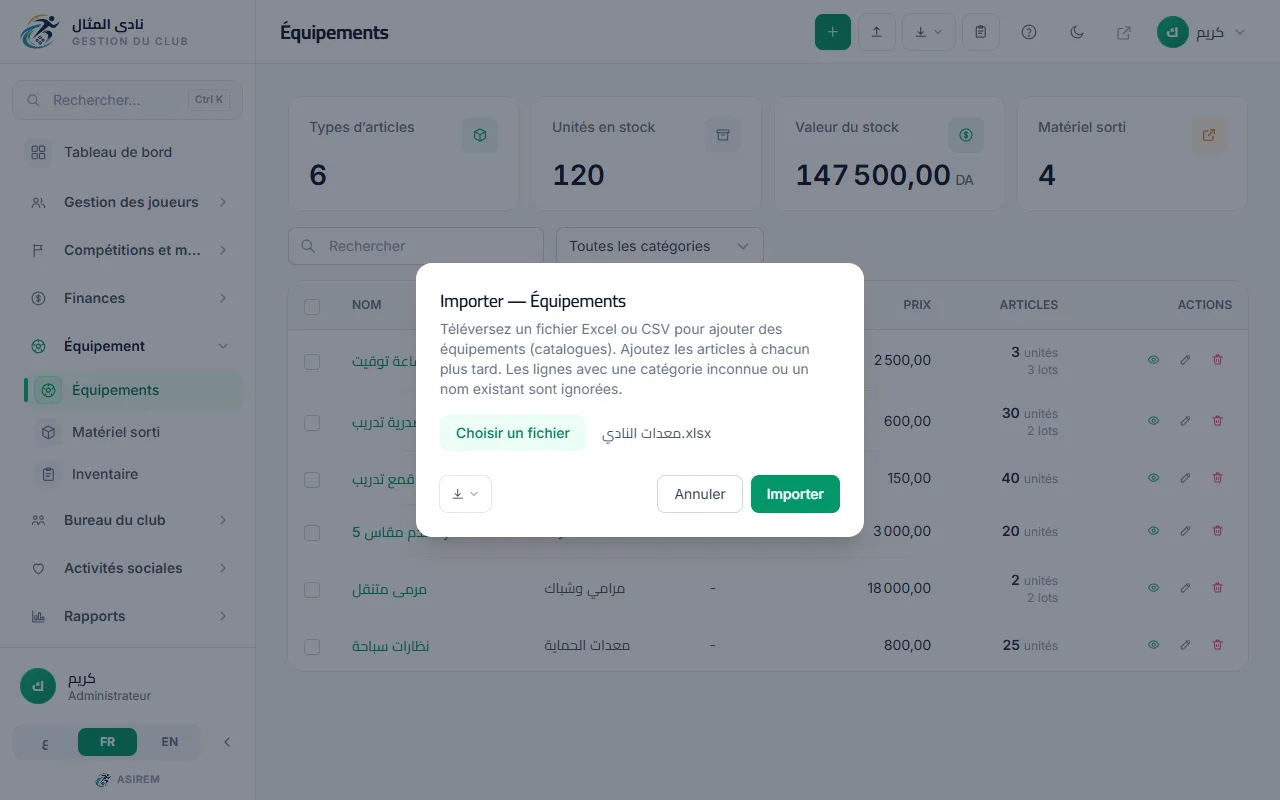 نادي المثال
GESTION DU CLUB
Rechercher...
Ctrl K
Tableau de bord
Gestion des joueurs
Compétitions et m...
Finances
Équipement
Équipements
Matériel sorti
Inventaire
Bureau du club
Activités sociales
Rapports
كريم
Administrateur
ع
FR
EN
ASIREM
Équipements
ك
كريم
Types d'articles
6
Unités en stock
120
Valeur du stock
147 500,00 DA
Matériel sorti
4
Rechercher
Toutes les catégories
NOM
PRIX
ARTICLES
ACTIONS
2 500,00
3 unités
3 lots
600,00
30 unités
2 lots
قمع تدريب
150,00
40 unités
3 000,00
20 unités
مرمى متنقل
مرامي وشباك
-
18 000,00
2 unités
2 lots
نظارات سباحة
معدات الحماية
-
800,00
25 unités
Importer — Équipements
Téléversez un fichier Excel ou CSV pour ajouter des
équipements (catalogues). Ajoutez les articles à chacun
plus tard. Les lignes avec une catégorie inconnue ou un
nom existant sont ignorées.
Choisir un fichier
معدات النادي.xlsx
Annuler
Importer